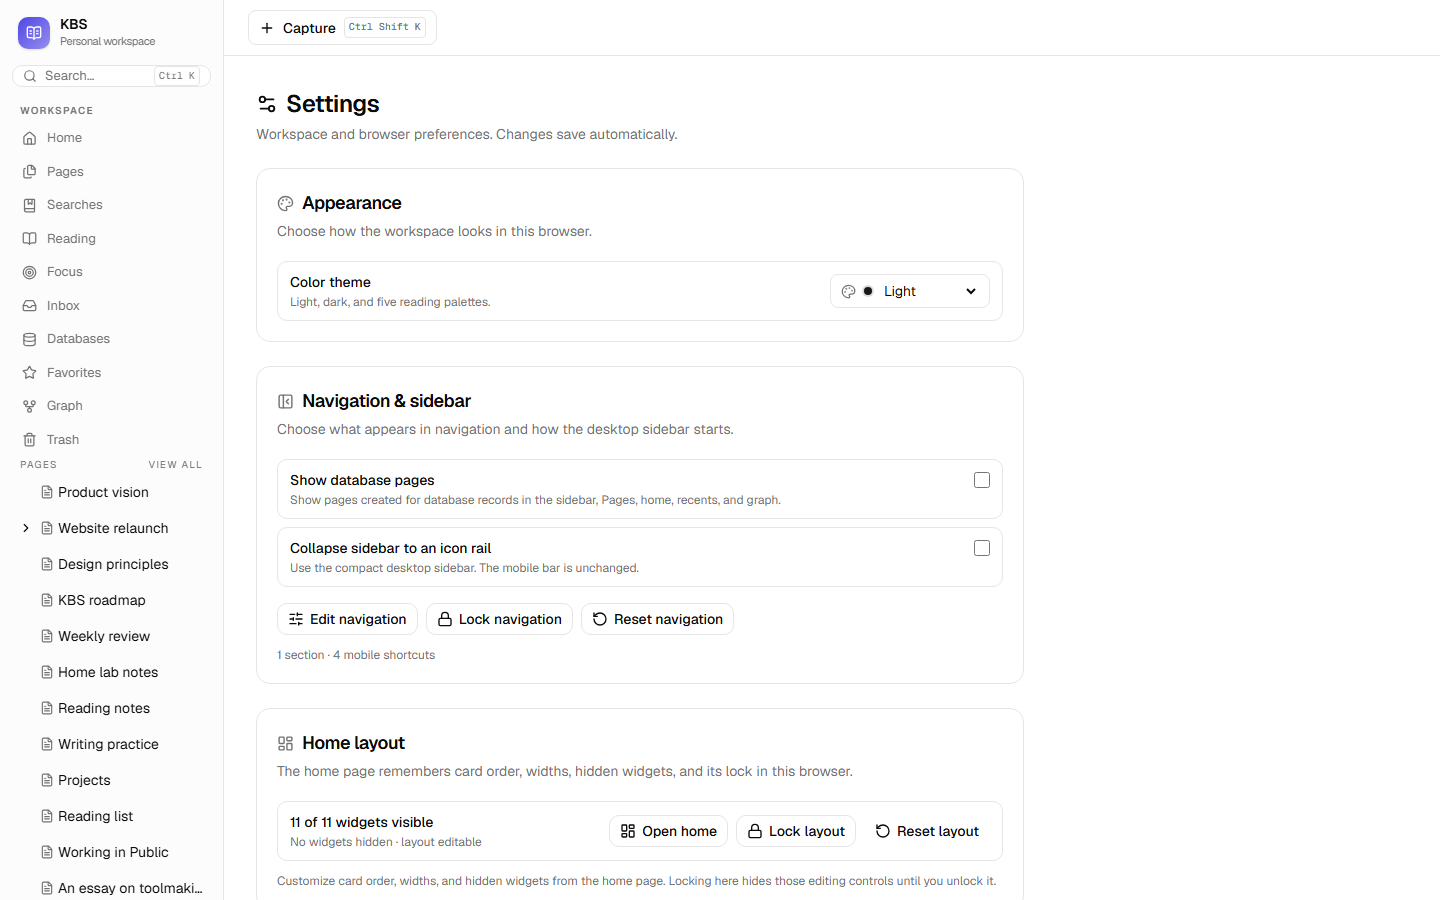 KBS
Personal workspace
Search...
Ctrl K
WORKSPACE
Home
Pages
Searches
Reading
Focus
Inbox
Databases
Favorites
Graph
Trash
PAGES
VIEW ALL
Product vision
Website relaunch
Design principles
KBS roadmap
Weekly review
Home lab notes
Reading notes
Writing practice
Projects
Reading list
Working in Public
An essay on toolmaki...
Capture
Ctrl Shift K
Settings
Workspace and browser preferences. Changes save automatically.
Appearance
Choose how the workspace looks in this browser.
Color theme
Light, dark, and five reading palettes.
Light
Navigation & sidebar
Choose what appears in navigation and how the desktop sidebar starts.
Show database pages
Show pages created for database records in the sidebar, Pages, home, recents, and graph.
Collapse sidebar to an icon rail
Use the compact desktop sidebar. The mobile bar is unchanged.
Edit navigation
Lock navigation
Reset navigation
1 section · 4 mobile shortcuts
Home layout
The home page remembers card order, widths, hidden widgets, and its lock in this browser.
11 of 11 widgets visible
No widgets hidden · layout editable
Open home
Lock layout
Reset layout
Customize card order, widths, and hidden widgets from the home page. Locking here hides those editing controls until you unlock it.